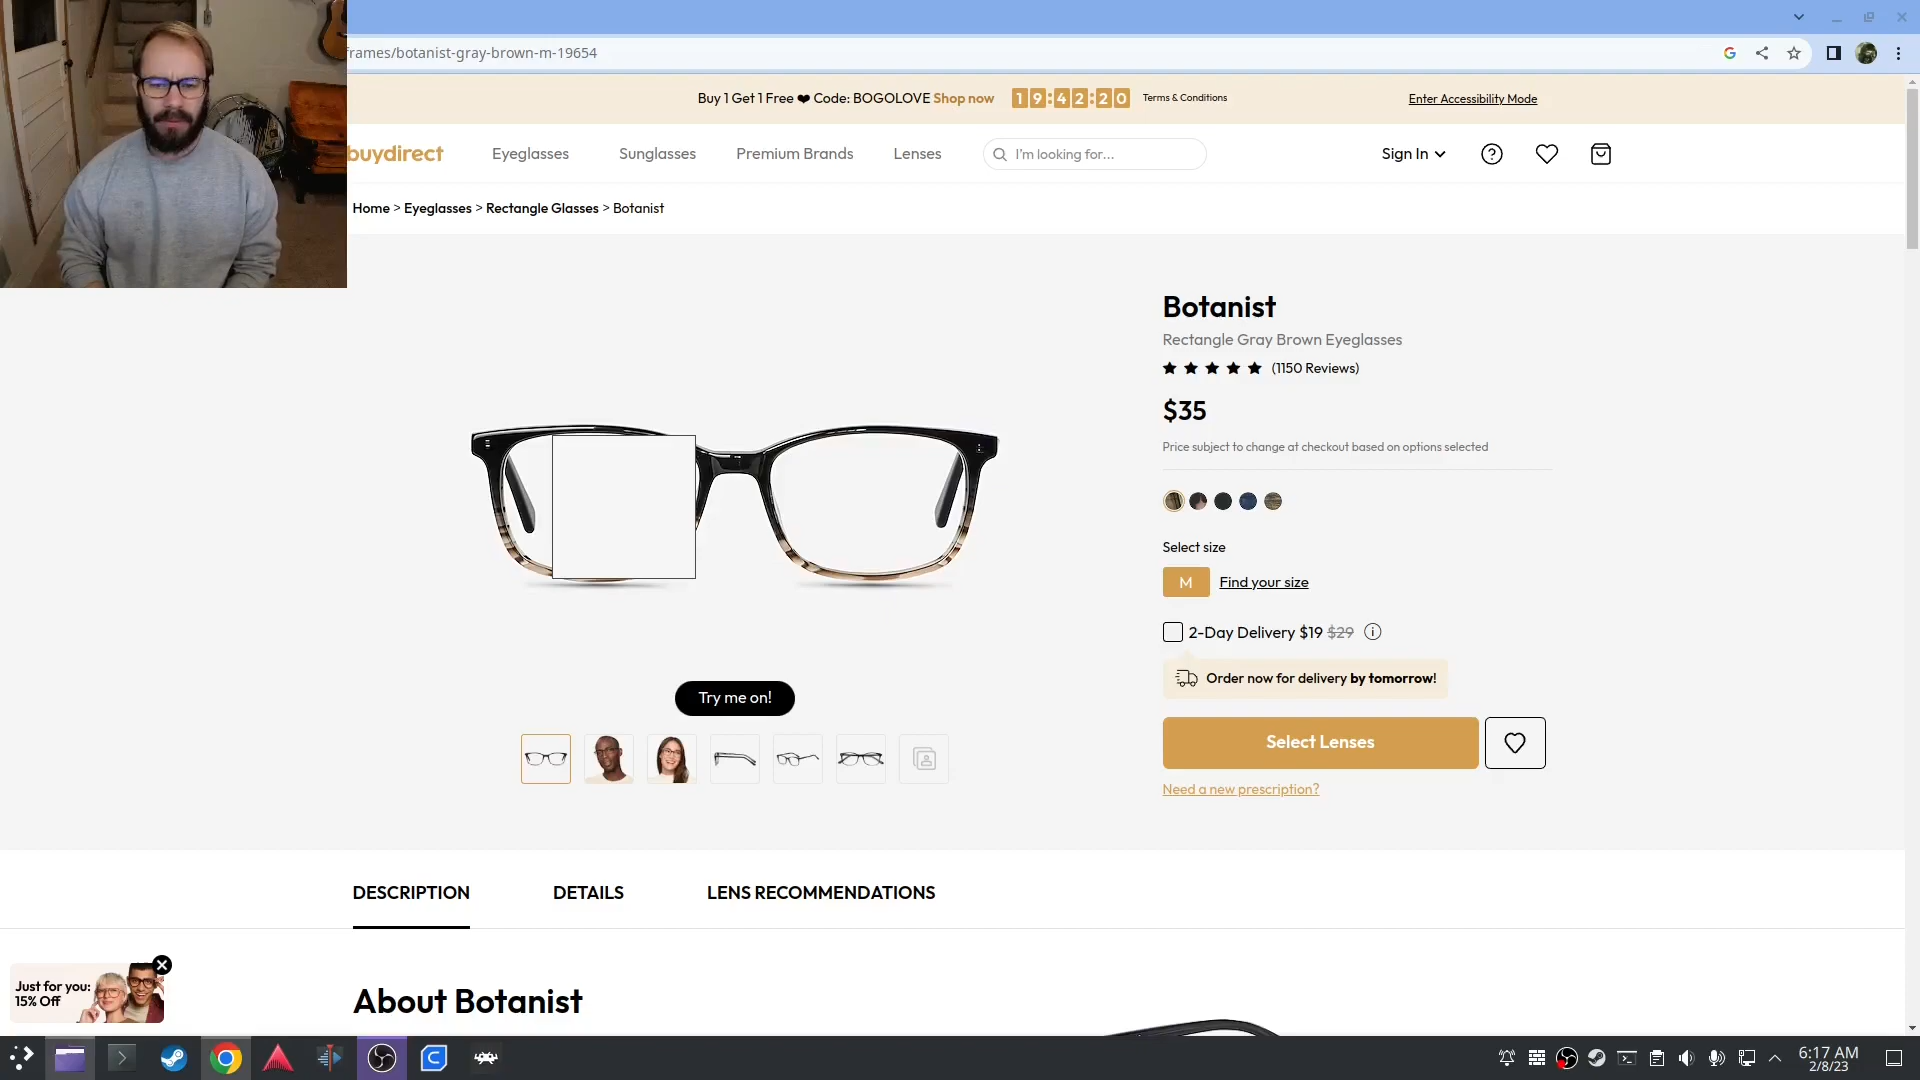 frames/botanist-gray-brown-m-19654
Buy 1 Get 1 Free ❤ Code: BOGOLOVE Shop now 19:42:20 Terms & Conditions Enter Accessibility Mode
buydirect Eyeglasses Sunglasses Premium Brands Lenses I'm looking for... Sign In
Home > Eyeglasses > Rectangle Glasses > Botanist
Botanist
Rectangle Gray Brown Eyeglasses
(1150 Reviews)
$35
Price subject to change at checkout based on options selected
Select size
M Find your size
2-Day Delivery $19 $29
Order now for delivery by tomorrow!
Try me on!
Select Lenses
Need a new prescription?
DESCRIPTION DETAILS LENS RECOMMENDATIONS
Just for you:
15% Off
About Botanist
6:17 AM
2/8/23